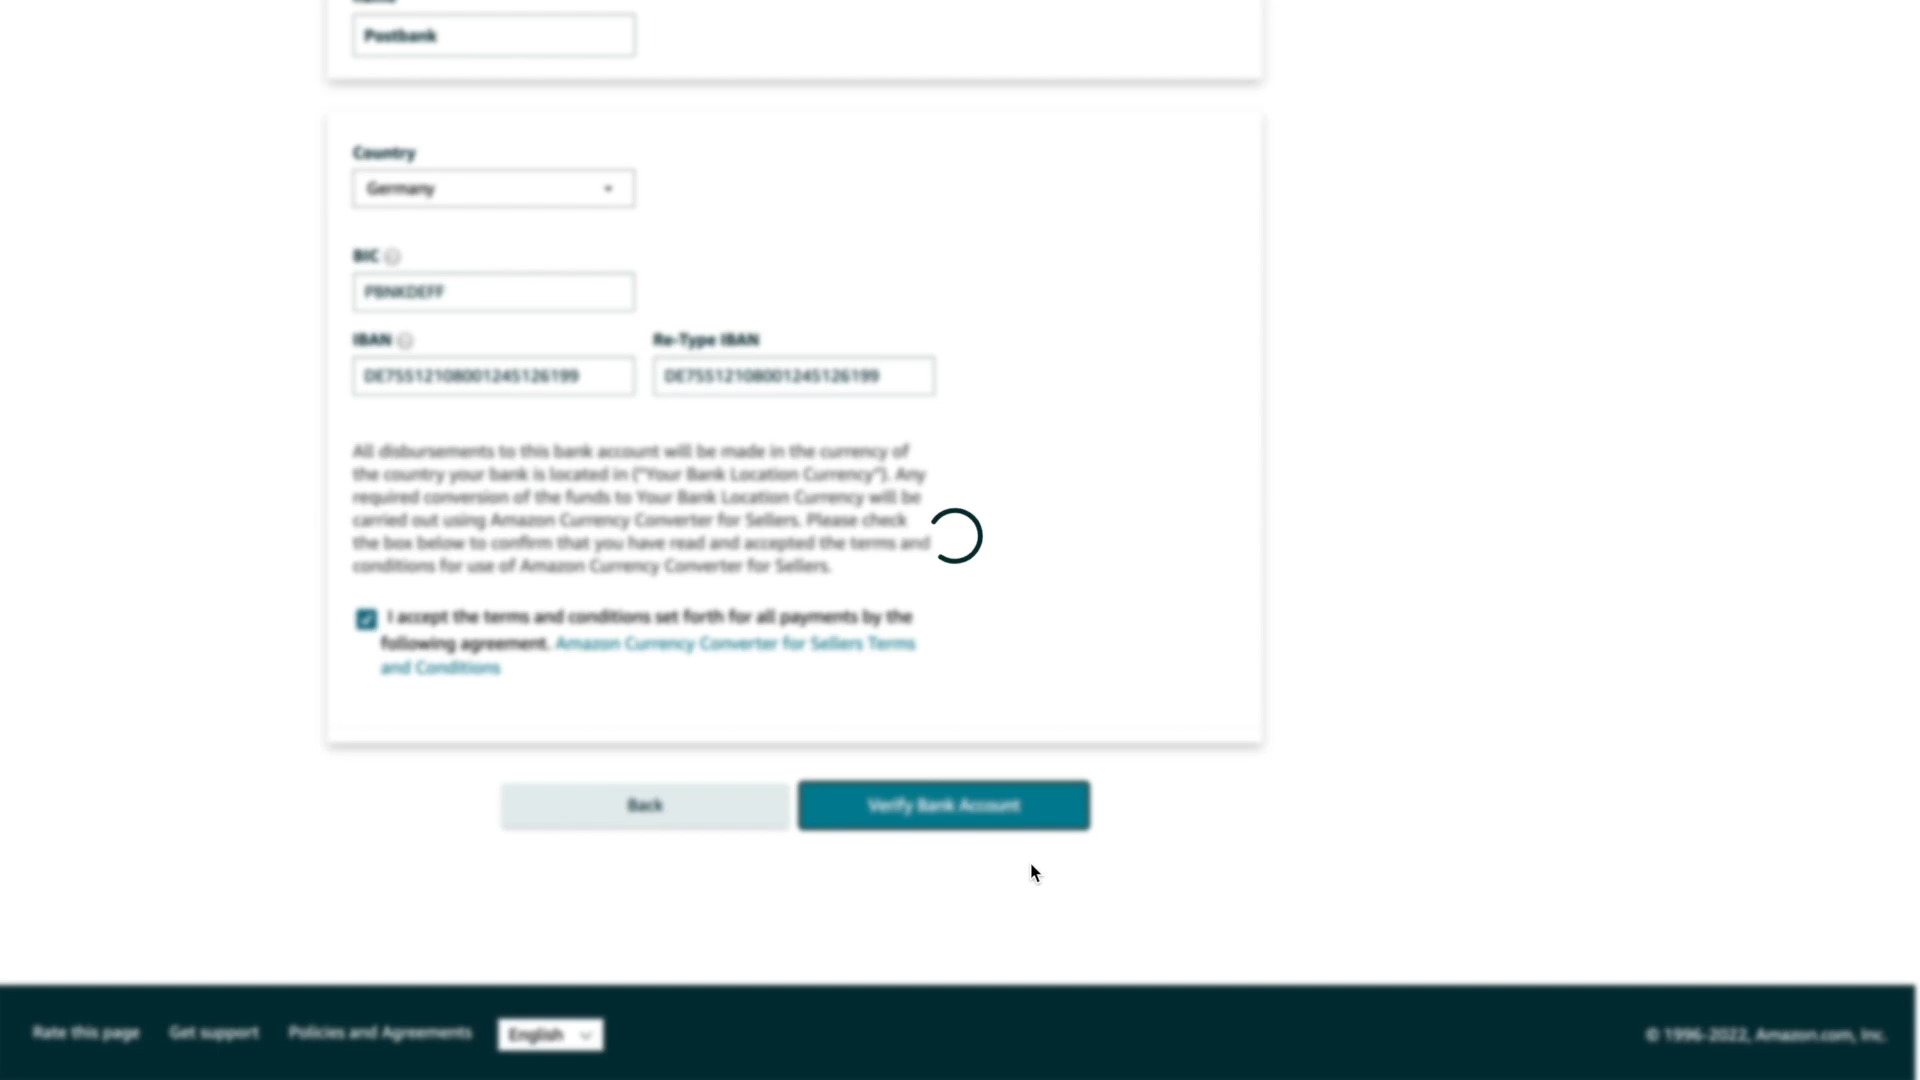 Name
Postbank
Country
Germany
BIC
PBNKDEFF
IBAN
Re-Type IBAN
DE75512108001245126199
DE75512108001245126199
All disbursements to this bank account will be made in the currency of
the country your bank is located in ("Your Bank Location Currency"). Any
required conversion of the funds to Your Bank Location Currency will be
carried out using Amazon Currency Converter for Sellers. Please check
the box below to confirm that you have read and accepted the terms and
conditions for use of Amazon Currency Converter for Sellers.
I accept the terms and conditions set forth for all payments by the
following agreement. Amazon Currency Converter for Sellers Terms
and Conditions
Back
Verify Bank Account
Rate this page
Get support
Policies and Agreements
English
© 1996-2022, Amazon.com, Inc.